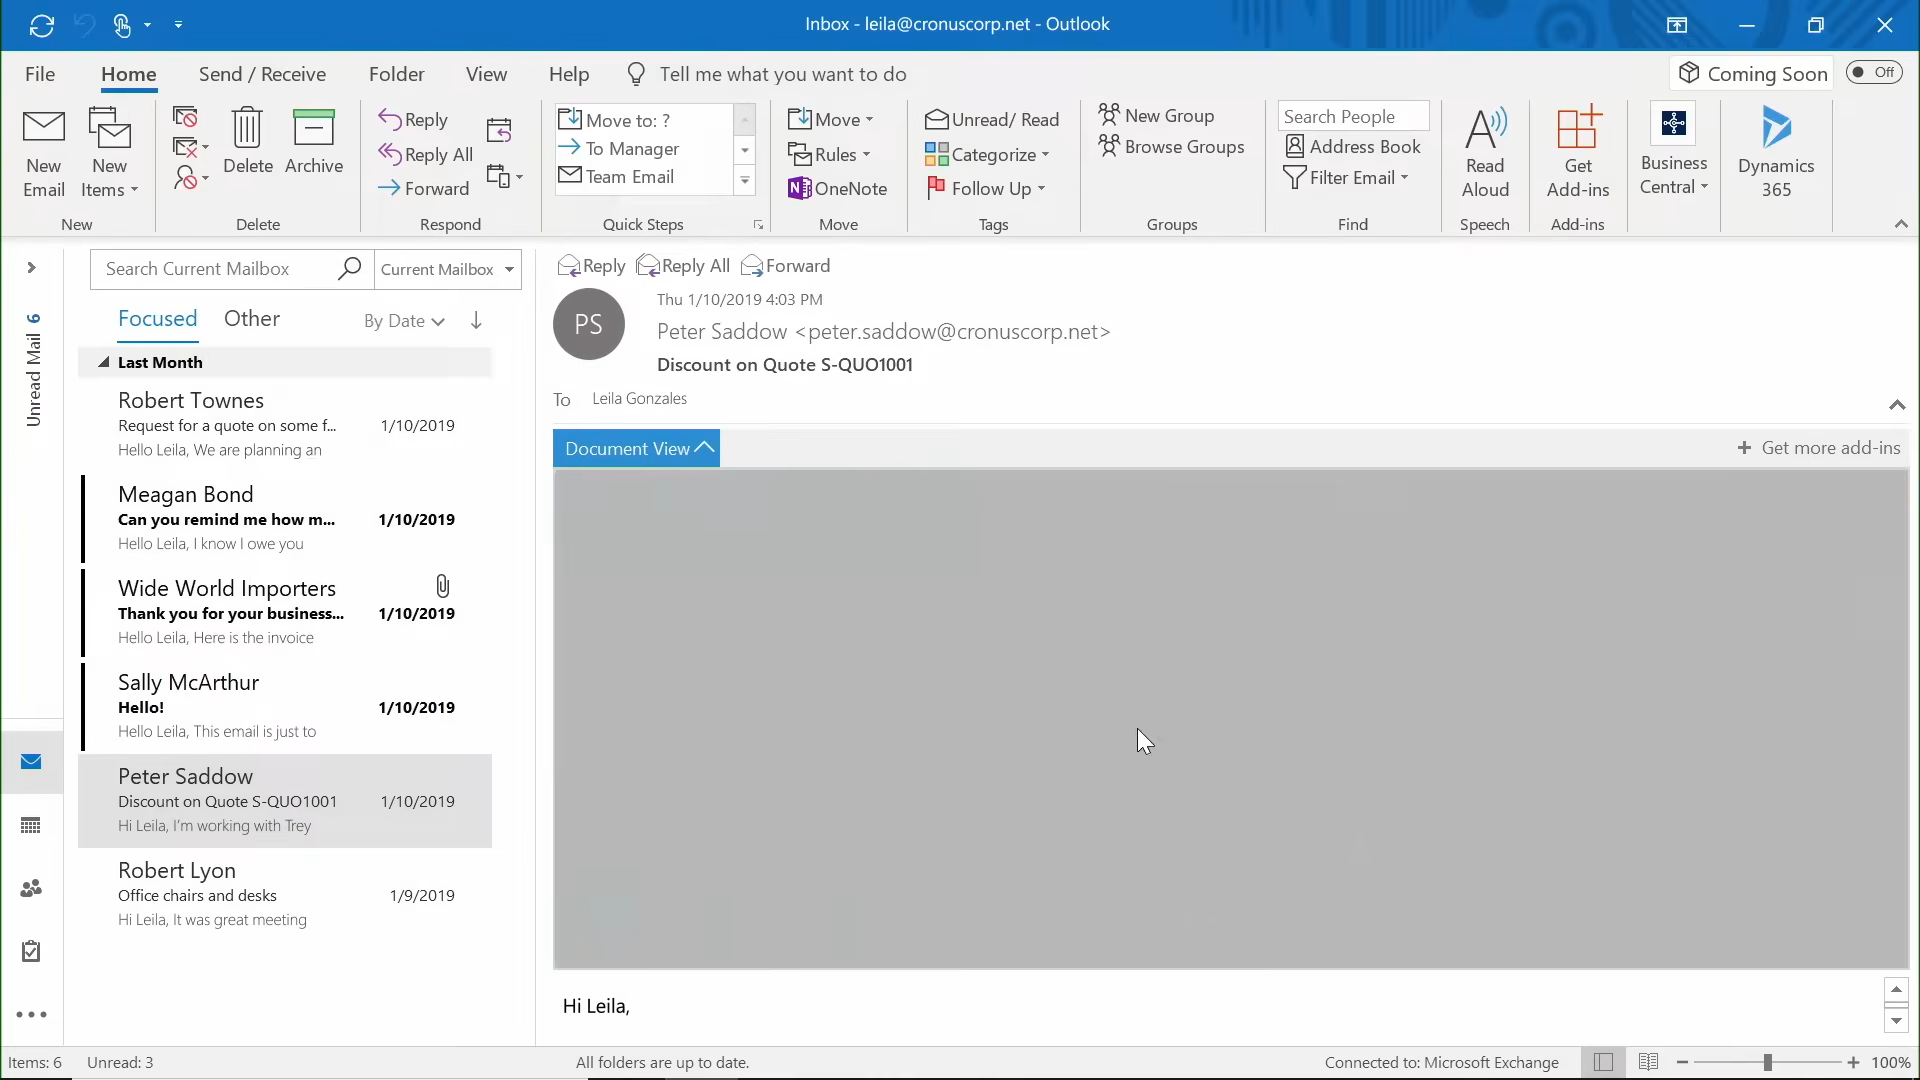 Inbox - leila@cronuscorp.net - Outlook
File Home Send / Receive Folder View Help Tell me what you want to do Coming Soon Off
New Email
New Items
New
Delete
Archive
Delete
Reply
Reply All
Forward
Respond
Move to: ?
To Manager
Team Email
Quick Steps
Move
Rules
OneNote
Move
Unread/ Read
Categorize
Follow Up
Tags
New Group
Browse Groups
Groups
Search People
Address Book
Filter Email
Find
Read Aloud
Speech
Get Add-ins
Add-ins
Business Central
Dynamics 365
Unread Mail 6
Search Current Mailbox Current Mailbox
Focused Other By Date
Last Month
Robert Townes
Request for a quote on some f... 1/10/2019
Hello Leila, We are planning an
Meagan Bond
Can you remind me how m... 1/10/2019
Hello Leila, I know I owe you
Wide World Importers
Thank you for your business... 1/10/2019
Hello Leila, Here is the invoice
Sally McArthur
Hello! 1/10/2019
Hello Leila, This email is just to
Peter Saddow
Discount on Quote S-QUO1001 1/10/2019
Hi Leila, I'm working with Trey
Robert Lyon
Office chairs and desks 1/9/2019
Hi Leila, It was great meeting
Reply Reply All Forward
PS
Thu 1/10/2019 4:03 PM
Peter Saddow <peter.saddow@cronuscorp.net>
Discount on Quote S-QUO1001
To Leila Gonzales
Document View + Get more add-ins
Hi Leila,
Items: 6 Unread: 3 All folders are up to date. Connected to: Microsoft Exchange 100%